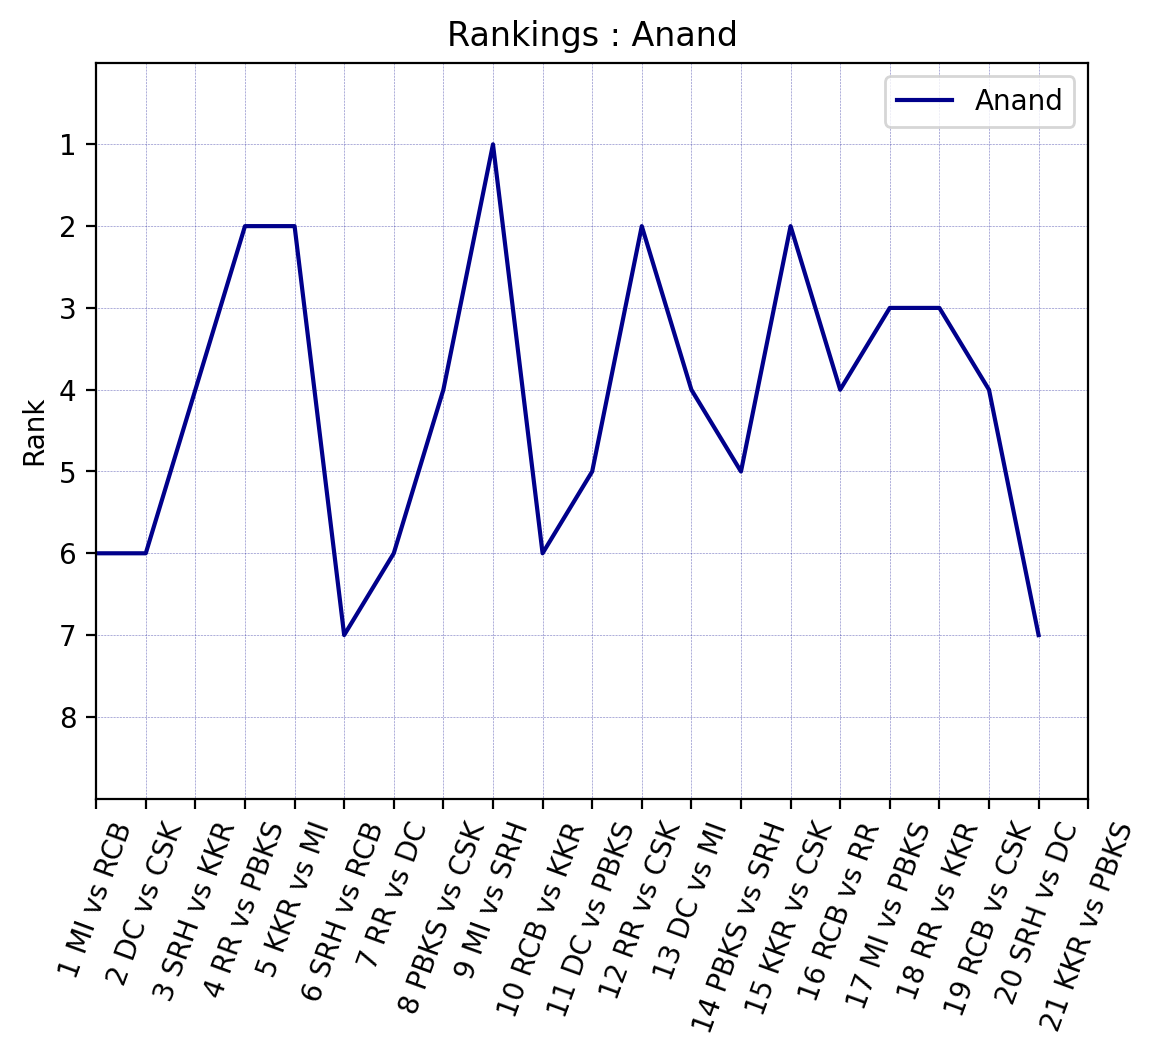 Rankings : Anand
Anand
Rank
1
2
3
4
5
6
7
8
1 MI vs RCB
2 DC vs CSK
3 SRH vs KKR
4 RR vs PBKS
5 KKR vs MI
6 SRH vs RCB
7 RR vs DC
8 PBKS vs CSK
9 MI vs SRH
10 RCB vs KKR
11 DC vs PBKS
12 RR vs CSK
13 DC vs MI
14 PBKS vs SRH
15 KKR vs CSK
16 RCB vs RR
17 MI vs PBKS
18 RR vs KKR
19 RCB vs CSK
20 SRH vs DC
21 KKR vs PBKS